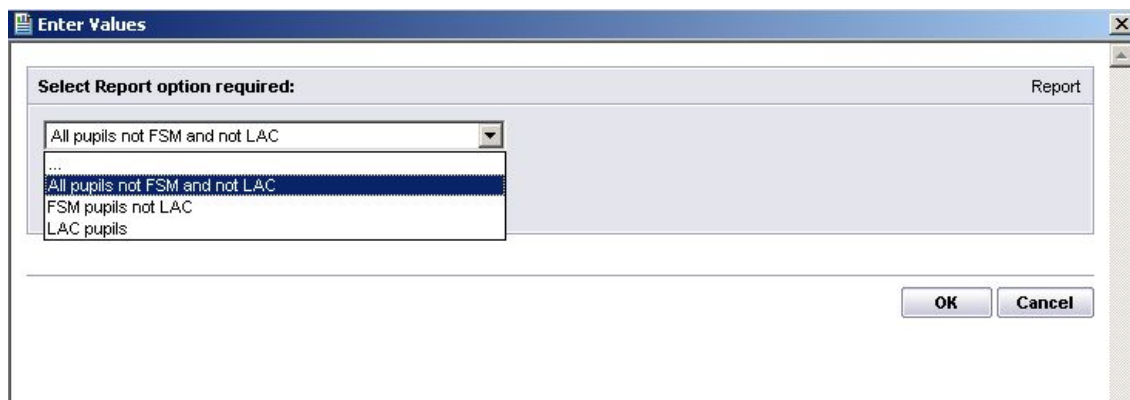 Enter Values
Select Report option required: Report
All pupils not FSM and not LAC
...
All pupils not FSM and not LAC
FSM pupils not LAC
LAC pupils
OK Cancel